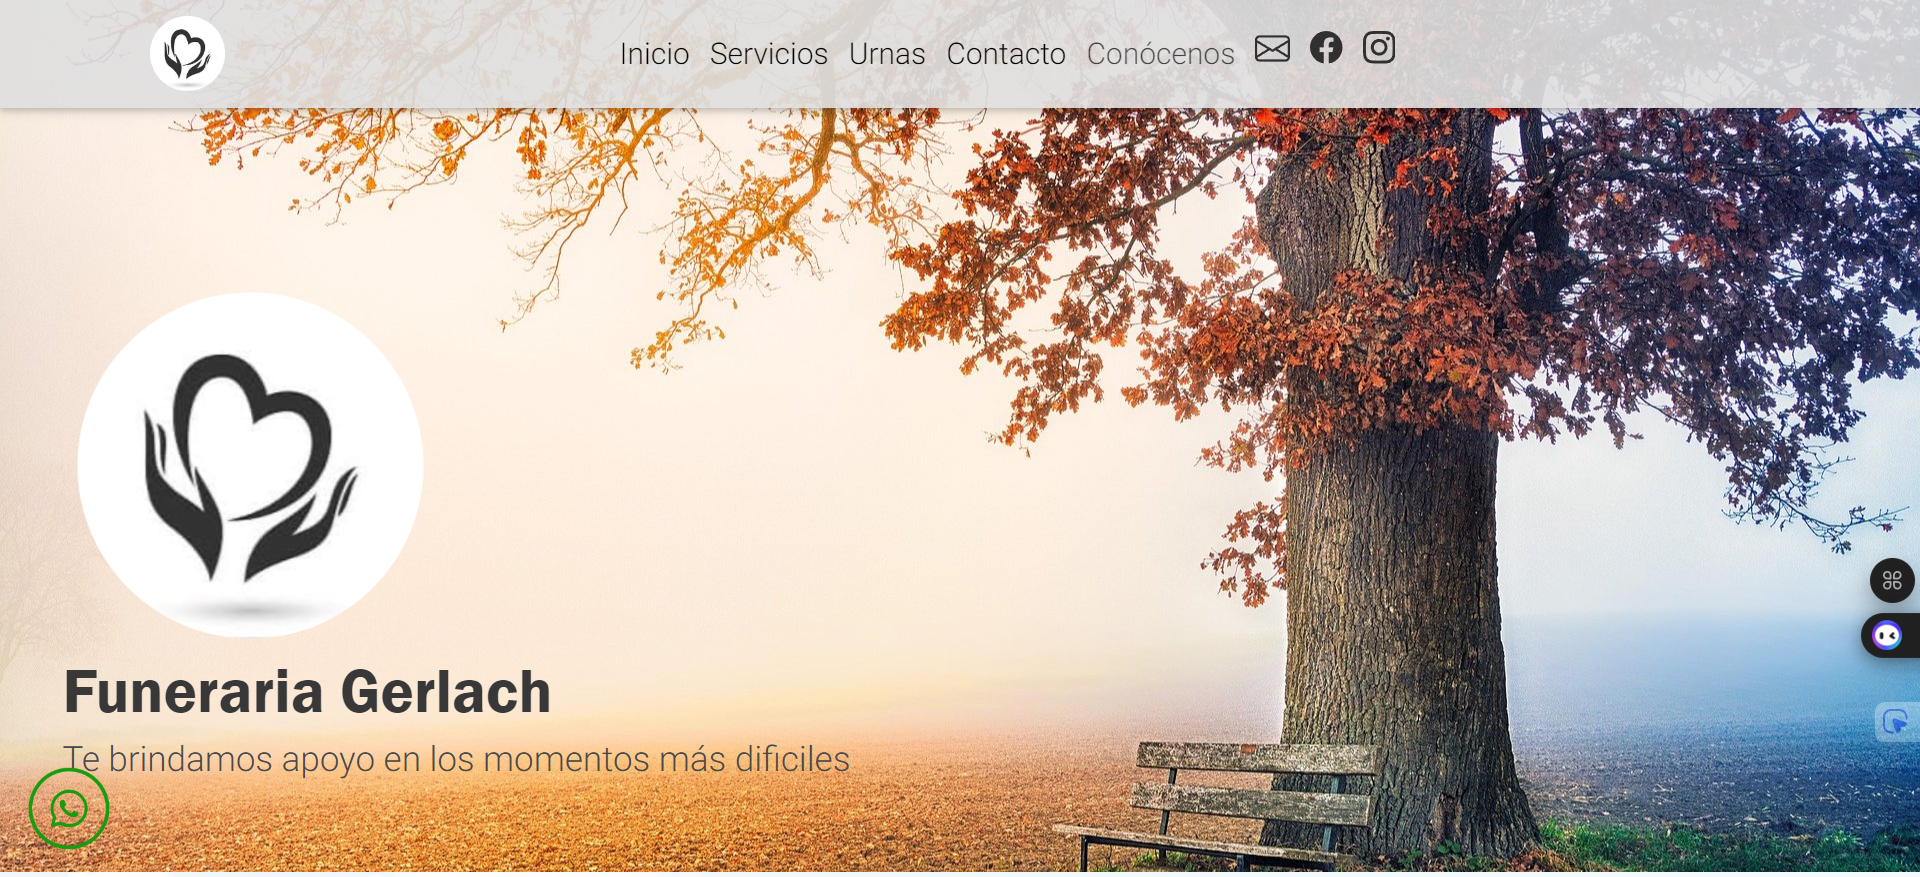 Inicio Servicios Urnas Contacto Conócenos
Funeraria Gerlach
Te brindamos apoyo en los momentos más dificiles